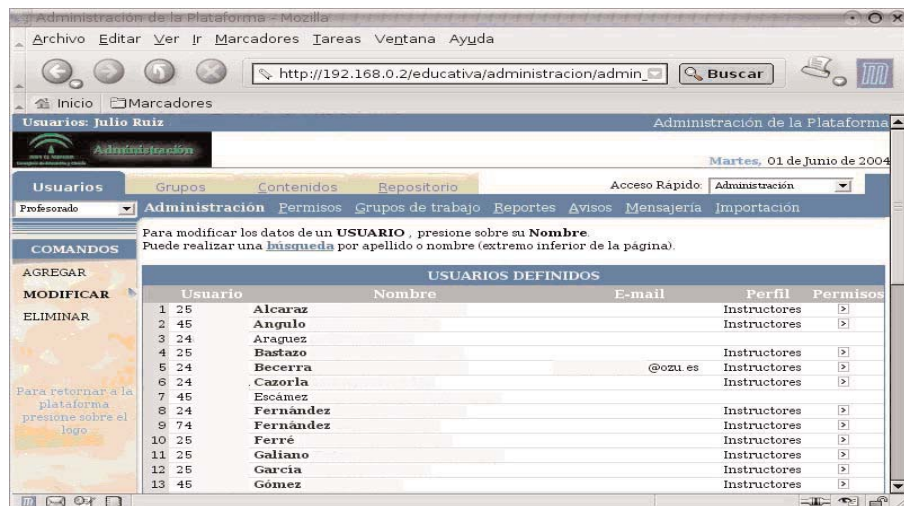 Administración de la Plataforma - Mozilla
Archivo Editar Ver Ir Marcadores Tareas Ventana Ayuda
http://192.168.0.2/educativa/administracion/admin_ Buscar
Inicio Marcadores
Usuarios: Julio Ruiz Administración de la Plataforma
Administración
Martes, 01 de Junio de 2004
Usuarios Grupos Contenidos Repositorio Acceso Rápido: Administración
Profesorado Administración Permisos Grupos de trabajo Reportes Avisos Mensajería Importación
Para modificar los datos de un USUARIO , presione sobre su Nombre.
Puede realizar una búsqueda por apellido o nombre (extremo inferior de la página).
COMANDOS
AGREGAR
MODIFICAR
ELIMINAR
Para retornar a la
plataforma
presione sobre el
logo
USUARIOS DEFINIDOS
Usuario Nombre E-mail Perfil Permisos
1 25 Alcaraz Instructores
2 45 Angulo Instructores
3 24 Araguez
4 25 Bastazo Instructores
5 24 Becerra @ozu.es Instructores
6 24 Cazorla Instructores
7 45 Escámez
8 24 Fernández Instructores
9 74 Fernández Instructores
10 25 Ferré Instructores
11 25 Galiano Instructores
12 25 García Instructores
13 45 Gómez Instructores